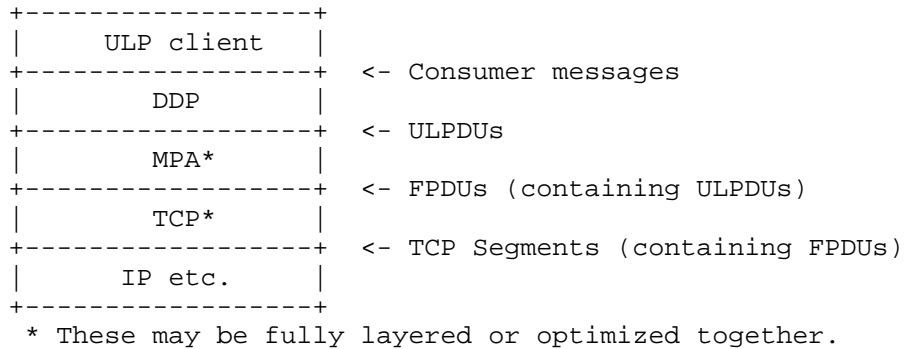 +------------------+
|     ULP client   |
+------------------+  <- Consumer messages
|        DDP       |
+------------------+  <- ULPDUs
|        MPA*      |
+------------------+  <- FPDUs (containing ULPDUs)
|        TCP*      |
+------------------+  <- TCP Segments (containing FPDUs)
|      IP etc.     |
+------------------+
 * These may be fully layered or optimized together.